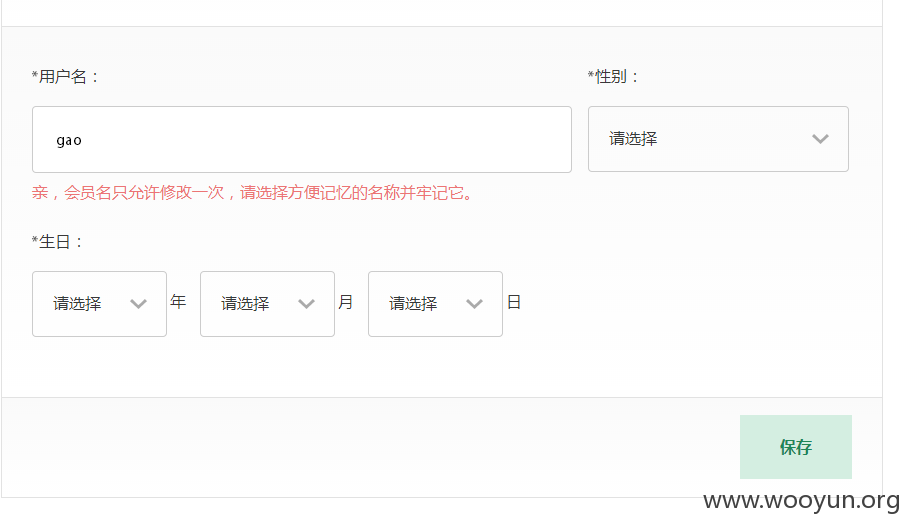 *用户名： *性别：
gao 请选择
亲，会员名只允许修改一次，请选择方便记忆的名称并牢记它。
*生日：
请选择 年 请选择 月 请选择 日
保存
www.wooyun.org